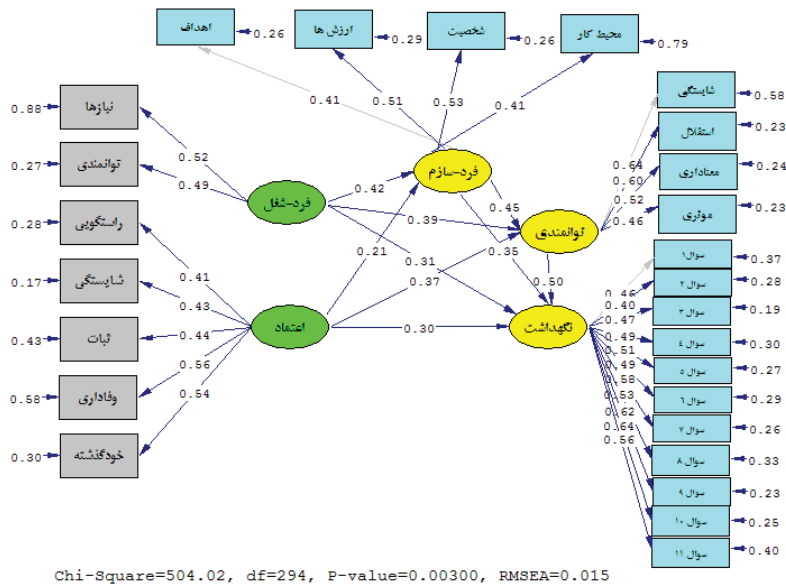 اهداف
0.26
ارزش ها
0.29
شخصیت
0.26
محیط کار
0.79
0.41
0.51
0.53
0.41
0.88
نیازها
0.27
توانمندی
0.28
راستگویی
0.17
شایستگی
0.43
ثبات
0.58
وفاداری
0.30
خودگذشته
0.52
0.49
0.41
0.43
0.44
0.56
0.54
فرد-شغل
اعتماد
فرد-سازم
توانمندی
نگهداشت
0.42
0.39
0.31
0.21
0.37
0.30
0.45
0.35
0.50
شایستگی
0.58
استقلال
0.23
معناداری
0.24
موثری
0.23
0.64
0.60
0.52
0.46
سوال ۱
0.37
سوال ۲
0.28
سوال ۳
0.19
سوال ٤
0.30
سوال ٥
0.27
سوال ٦
0.29
سوال ۷
0.26
سوال ۸
0.33
سوال ۹
0.23
سوال ۱۰
0.25
سوال ۱۱
0.40
0.46
0.40
0.47
0.49
0.51
0.49
0.58
0.53
0.62
0.64
0.56
Chi-Square=504.02, df=294, P-value=0.00300, RMSEA=0.015